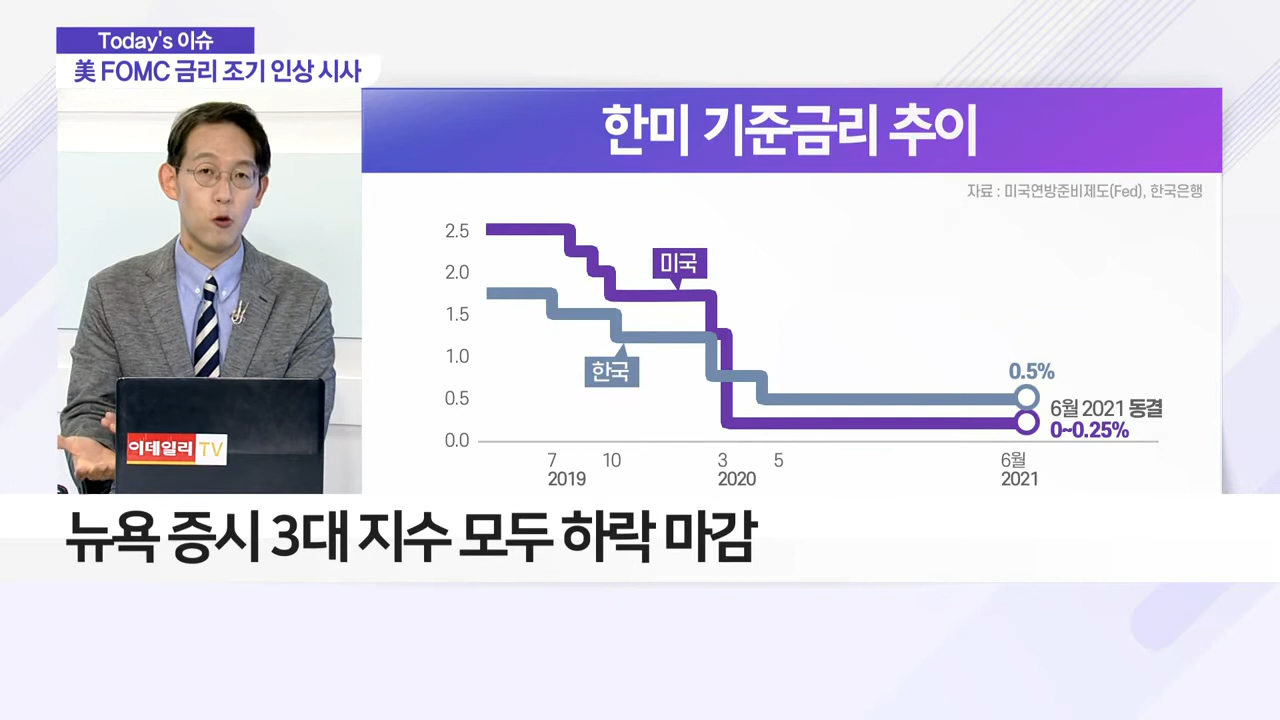 Today's 이슈
美 FOMC 금리 조기 인상 시사
한미 기준금리 추이
자료 : 미국연방준비제도(Fed), 한국은행
2.5
2.0
1.5
1.0
0.5
0.0
미국
한국
0.5%
6월 2021 동결
0~0.25%
7 10 3 5 6월
2019 2020 2021
이데일리 TV
뉴욕 증시 3대 지수 모두 하락 마감